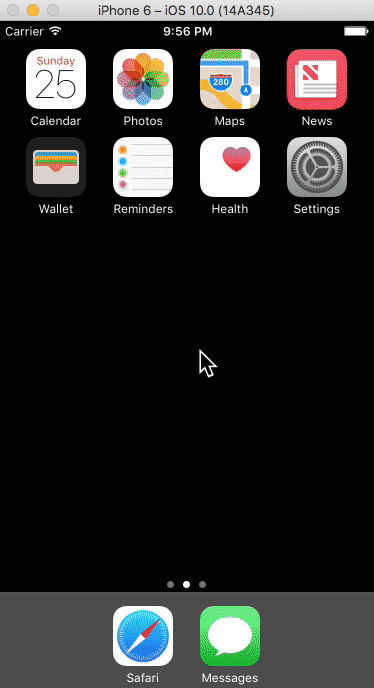 iPhone 6 – iOS 10.0 (14A345)
Carrier 9:56 PM
Sunday
25
280
Calendar Photos Maps News
Wallet Reminders Health Settings
Safari Messages